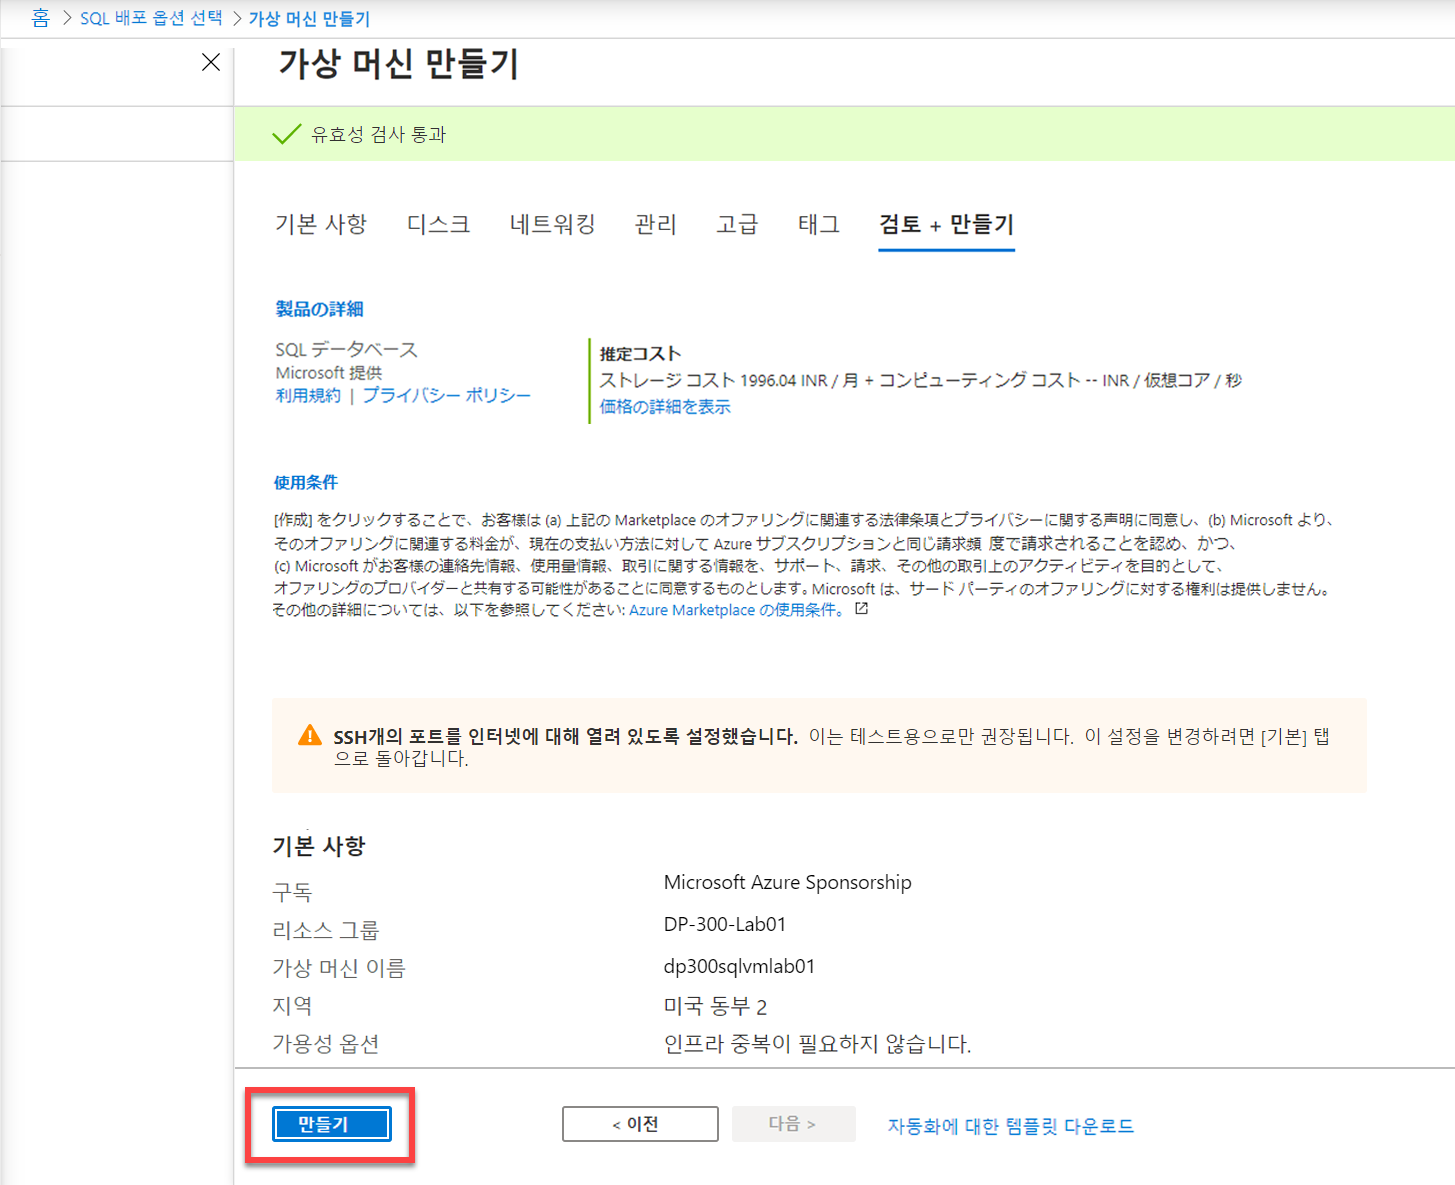 홈 > SQL 배포 옵션 선택 > 가상 머신 만들기
가상 머신 만들기
유효성 검사 통과
기본 사항 디스크 네트워킹 관리 고급 태그 검토 + 만들기
製品の詳細
SQL データベース
Microsoft 提供
利用規約 | プライバシー ポリシー
推定コスト
ストレージ コスト 1996.04 INR / 月 + コンピューティング コスト -- INR / 仮想コア / 秒
価格の詳細を表示
使用条件
[作成] をクリックすることで、お客様は (a) 上記の Marketplace のオファリングに関連する法律条項とプライバシーに関する声明に同意し、(b) Microsoft より、
そのオファリングに関連する料金が、現在の支払い方法に対して Azure サブスクリプションと同じ請求頻 度で請求されることを認め、かつ、
(c) Microsoft がお客様の連絡先情報、使用量情報、取引に関する情報を、サポート、請求、その他の取引上のアクティビティを目的として、
オファリングのプロバイダーと共有する可能性があることに同意するものとします。Microsoft は、サード パーティのオファリングに対する権利は提供しません。
その他の詳細については、以下を参照してください: Azure Marketplace の使用条件。
SSH개의 포트를 인터넷에 대해 열려 있도록 설정했습니다. 이는 테스트용으로만 권장됩니다. 이 설정을 변경하려면 [기본] 탭
으로 돌아갑니다.
기본 사항
구독 Microsoft Azure Sponsorship
리소스 그룹 DP-300-Lab01
가상 머신 이름 dp300sqlvmlab01
지역 미국 동부 2
가용성 옵션 인프라 중복이 필요하지 않습니다.
만들기 < 이전 다음 > 자동화에 대한 템플릿 다운로드